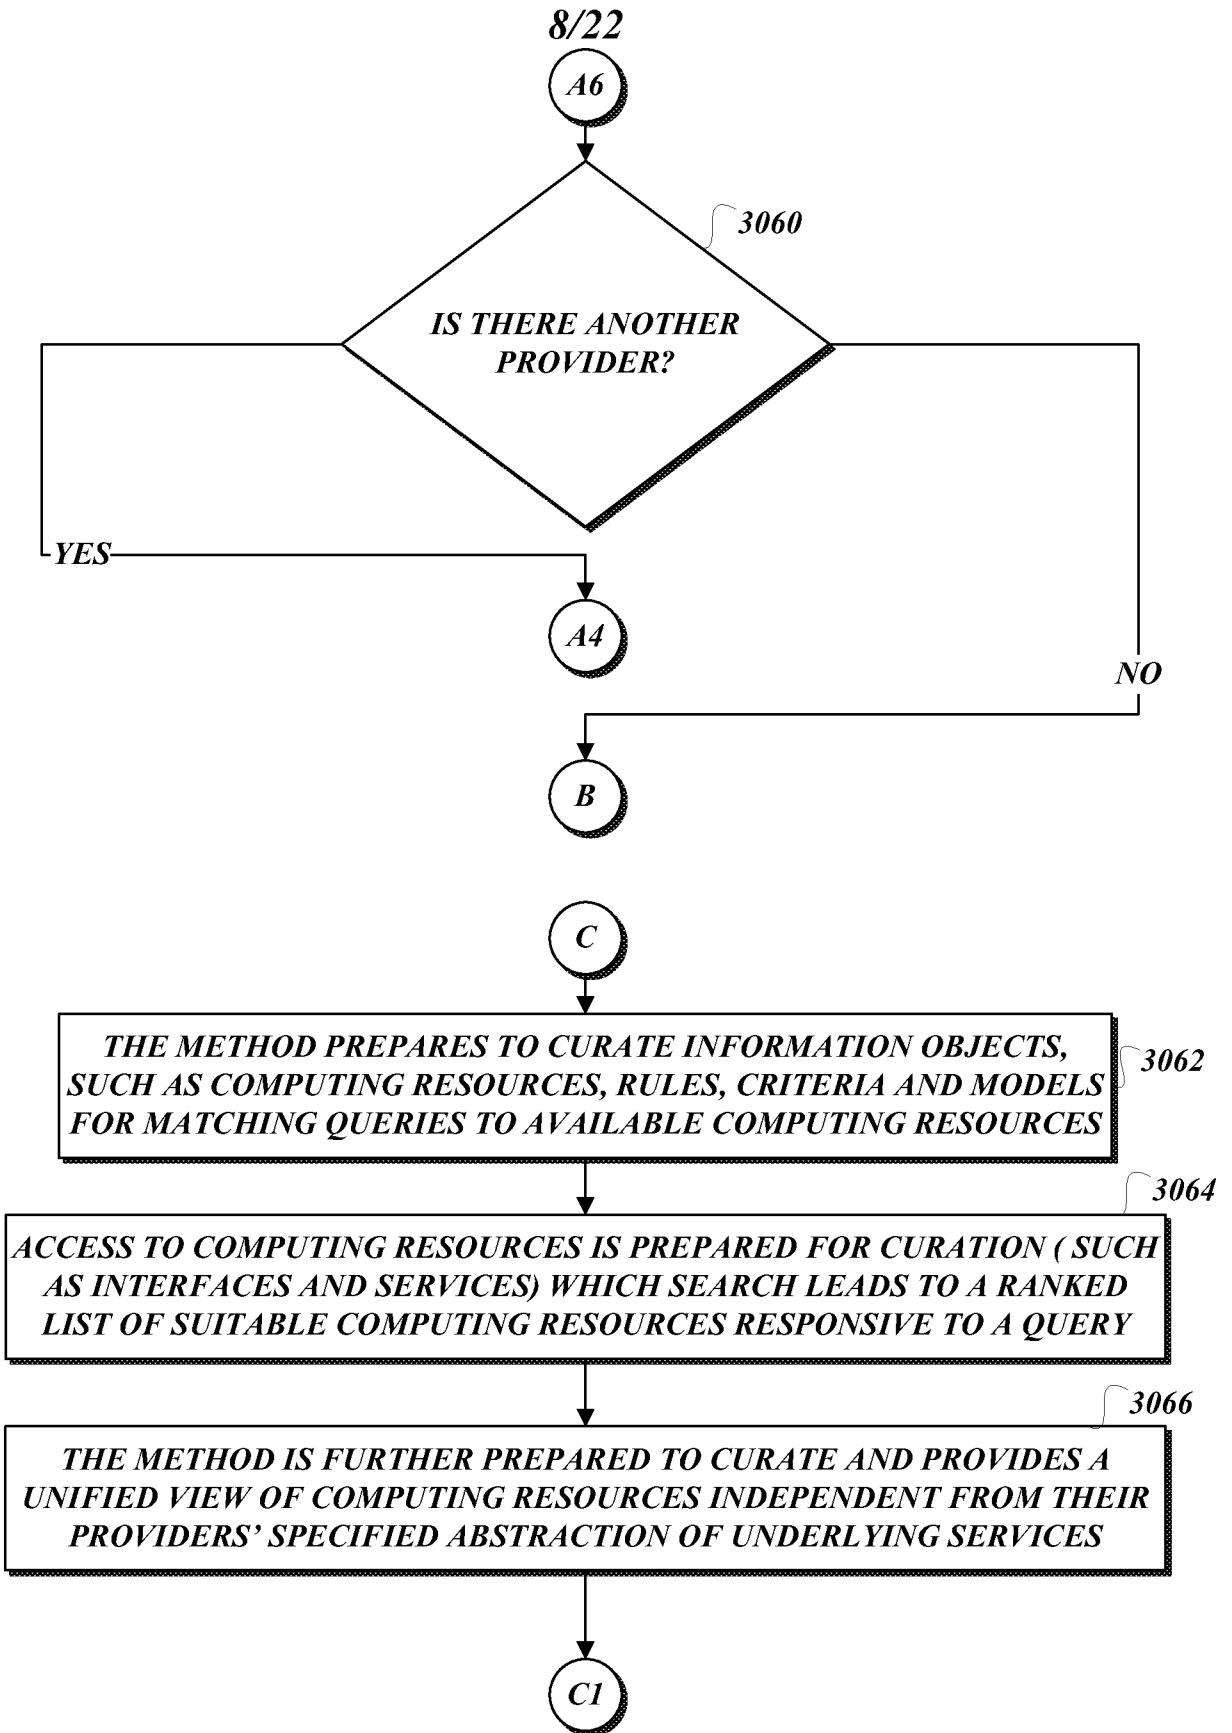 8/22
A6
3060
IS THERE ANOTHER
PROVIDER?
YES
A4
NO
B
C
THE METHOD PREPARES TO CURATE INFORMATION OBJECTS,
SUCH AS COMPUTING RESOURCES, RULES, CRITERIA AND MODELS
FOR MATCHING QUERIES TO AVAILABLE COMPUTING RESOURCES
3062
3064
ACCESS TO COMPUTING RESOURCES IS PREPARED FOR CURATION ( SUCH
AS INTERFACES AND SERVICES) WHICH SEARCH LEADS TO A RANKED
LIST OF SUITABLE COMPUTING RESOURCES RESPONSIVE TO A QUERY
3066
THE METHOD IS FURTHER PREPARED TO CURATE AND PROVIDES A
UNIFIED VIEW OF COMPUTING RESOURCES INDEPENDENT FROM THEIR
PROVIDERS’ SPECIFIED ABSTRACTION OF UNDERLYING SERVICES
C1